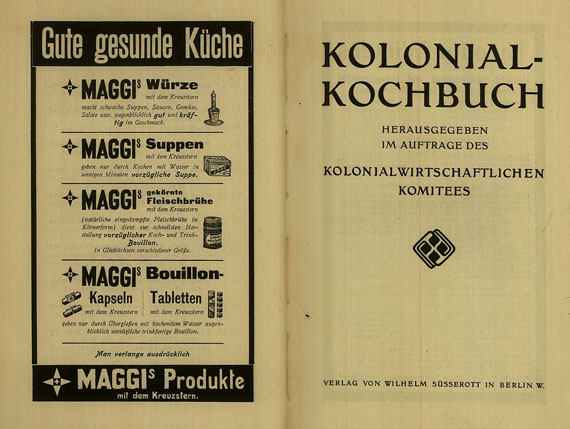 Gute gesunde Küche
MAGGIˢ Würze
mit dem Kreuzstern
macht schwache Suppen, Saucen, Gemüse,
Salate usw. augenblicklich gut und kräf-
tig im Geschmack.
MAGGIˢ Suppen
mit dem Kreuzstern
geben nur durch Kochen mit Wasser in
wenigen Minuten vorzügliche Suppe.
MAGGIˢ gekörnte
Fleischbrühe
mit dem Kreuzstern
(natürliche eingedämpfte Fleischbrühe in
Körnerform) dient zur schnellsten Her-
stellung vorzüglicher Koch- und Trink-
Bouillon.
In Glasbüchsen verschiedener Größe.
MAGGIˢ Bouillon-
Kapseln Tabletten
mit dem Kreuzstern mit dem Kreuzstern
geben nur durch Übergießen mit kochendem Wasser augen-
blicklich vorzügliche trinkfertige Bouillon.
Man verlange ausdrücklich
MAGGIˢ Produkte
mit dem Kreuzstern.
KOLONIAL-
KOCHBUCH
HERAUSGEGEBEN
IM AUFTRAGE DES
KOLONIALWIRTSCHAFTLICHEN
KOMITEES
VERLAG VON WILHELM SÜSSEROTT IN BERLIN W.